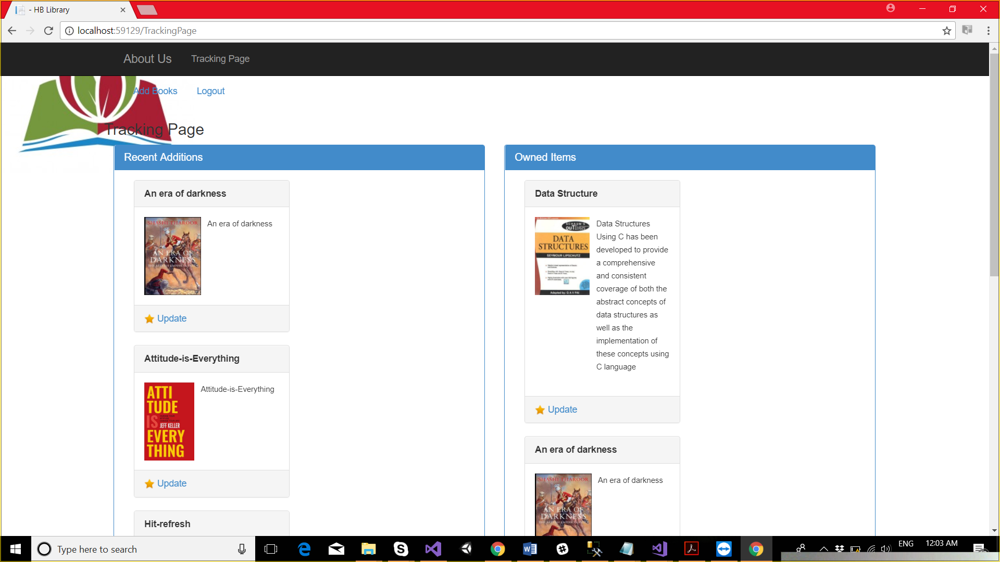 - HB Library
localhost:59129/TrackingPage
About Us
Tracking Page
Add Books
Logout
Tracking Page
Recent Additions
An era of darkness
SHASHI THAROOR
AN ERA OF
DARKNESS
An era of darkness
Update
Attitude-is-Everything
ATTI
TUDE
IS
JEFF KELLER
EVERY
THING
Attitude-is-Everything
Update
Hit-refresh
Owned Items
Data Structure
SCHAUM'S
ouTlines
DATA
STRUCTURES
SEYMOUR LIPSCHUTZ
Adapted by: G A V PAI
Data Structures
Using C has been
developed to provide
a comprehensive
and consistent
coverage of both the
abstract concepts of
data structures as
well as the
implementation of
these concepts using
C language
Update
An era of darkness
SHASHI THAROOR
AN ERA OF
DARKNESS
An era of darkness
Type here to search
ENG
12:03 AM